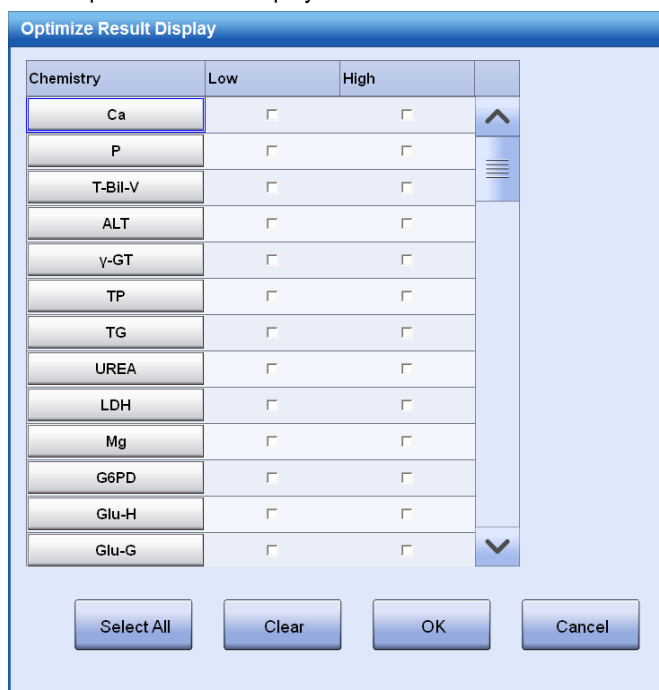 Optimize Result Display
Chemistry Low High
Ca
P
T-Bil-V
ALT
γ-GT
TP
TG
UREA
LDH
Mg
G6PD
Glu-H
Glu-G
Select All Clear OK Cancel